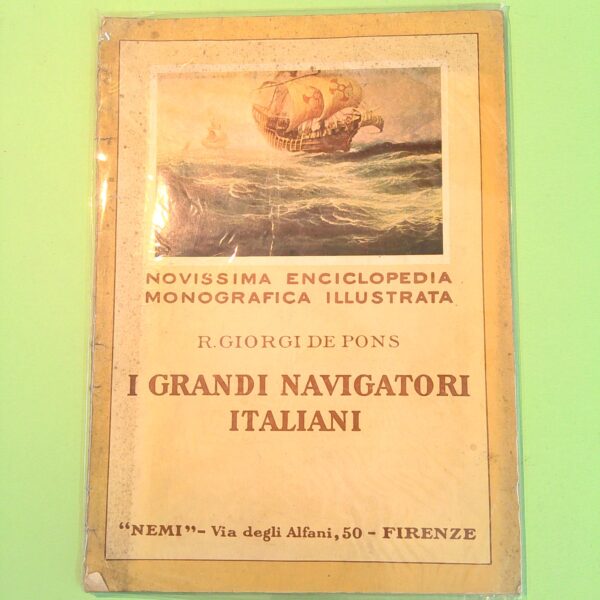 NOVISSIMA ENCICLOPEDIA
MONOGRAFICA ILLUSTRATA
R. GIORGI DE PONS
I GRANDI NAVIGATORI
ITALIANI
"NEMI" - Via degli Alfani, 50 - FIRENZE